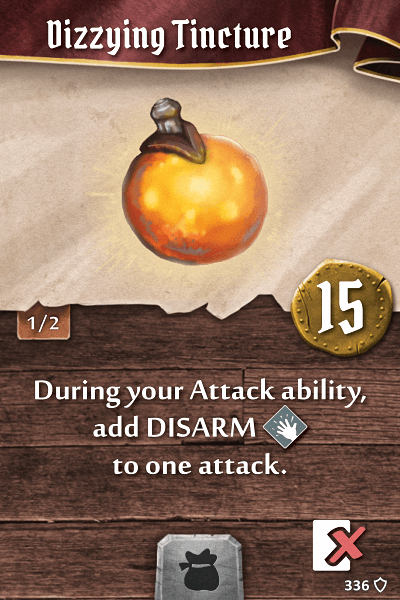 Dizzying Tincture
1/2
15
During your Attack ability,
add DISARM
to one attack.
336